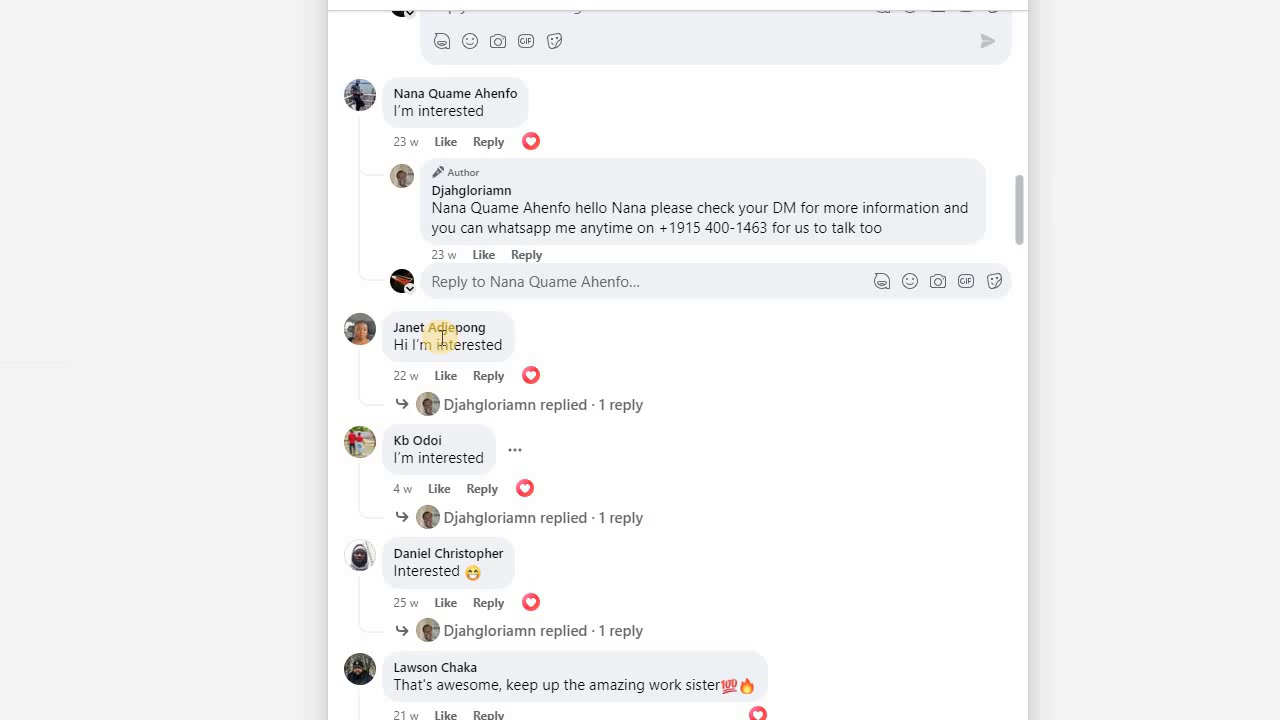 GIF
Nana Quame Ahenfo
I'm interested
23 w Like Reply
Author
Djahgloriamn
Nana Quame Ahenfo hello Nana please check your DM for more information and
you can whatsapp me anytime on +1915 400-1463 for us to talk too
23 w Like Reply
Reply to Nana Quame Ahenfo... GIF
Janet Adjepong
Hi I'm interested
22 w Like Reply
Djahgloriamn replied · 1 reply
Kb Odoi
I'm interested
4 w Like Reply
Djahgloriamn replied · 1 reply
Daniel Christopher
Interested 😁
25 w Like Reply
Djahgloriamn replied · 1 reply
Lawson Chaka
That's awesome, keep up the amazing work sister💯🔥
21 w Like Reply